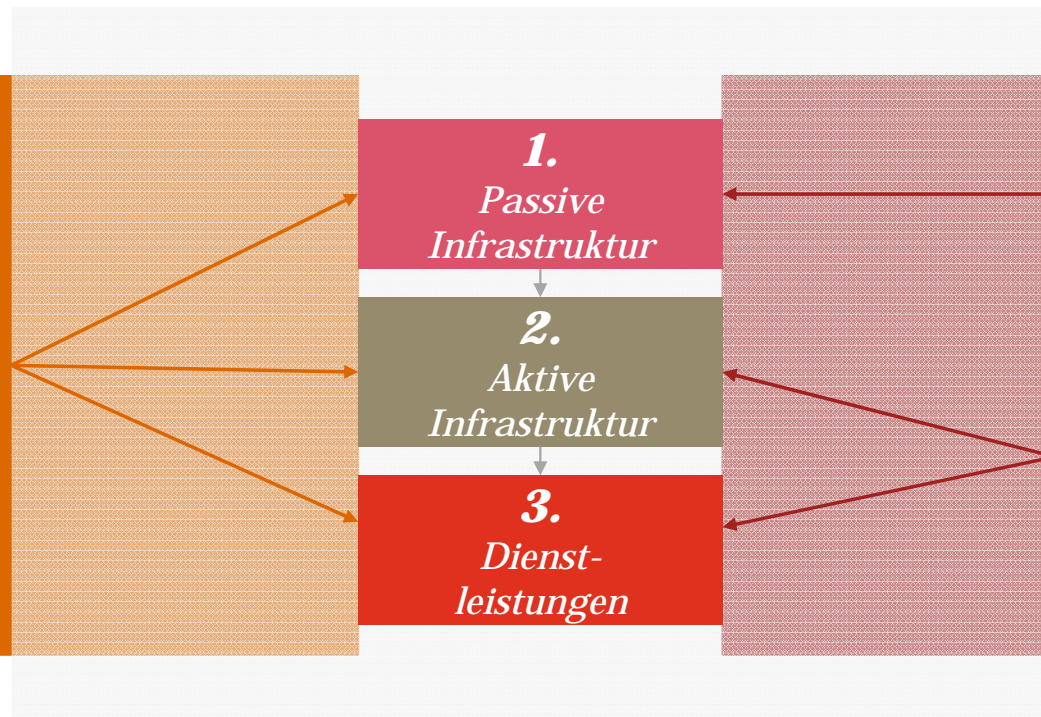 1.
Passive
Infrastruktur
2.
Aktive
Infrastruktur
3.
Dienst-
leistungen